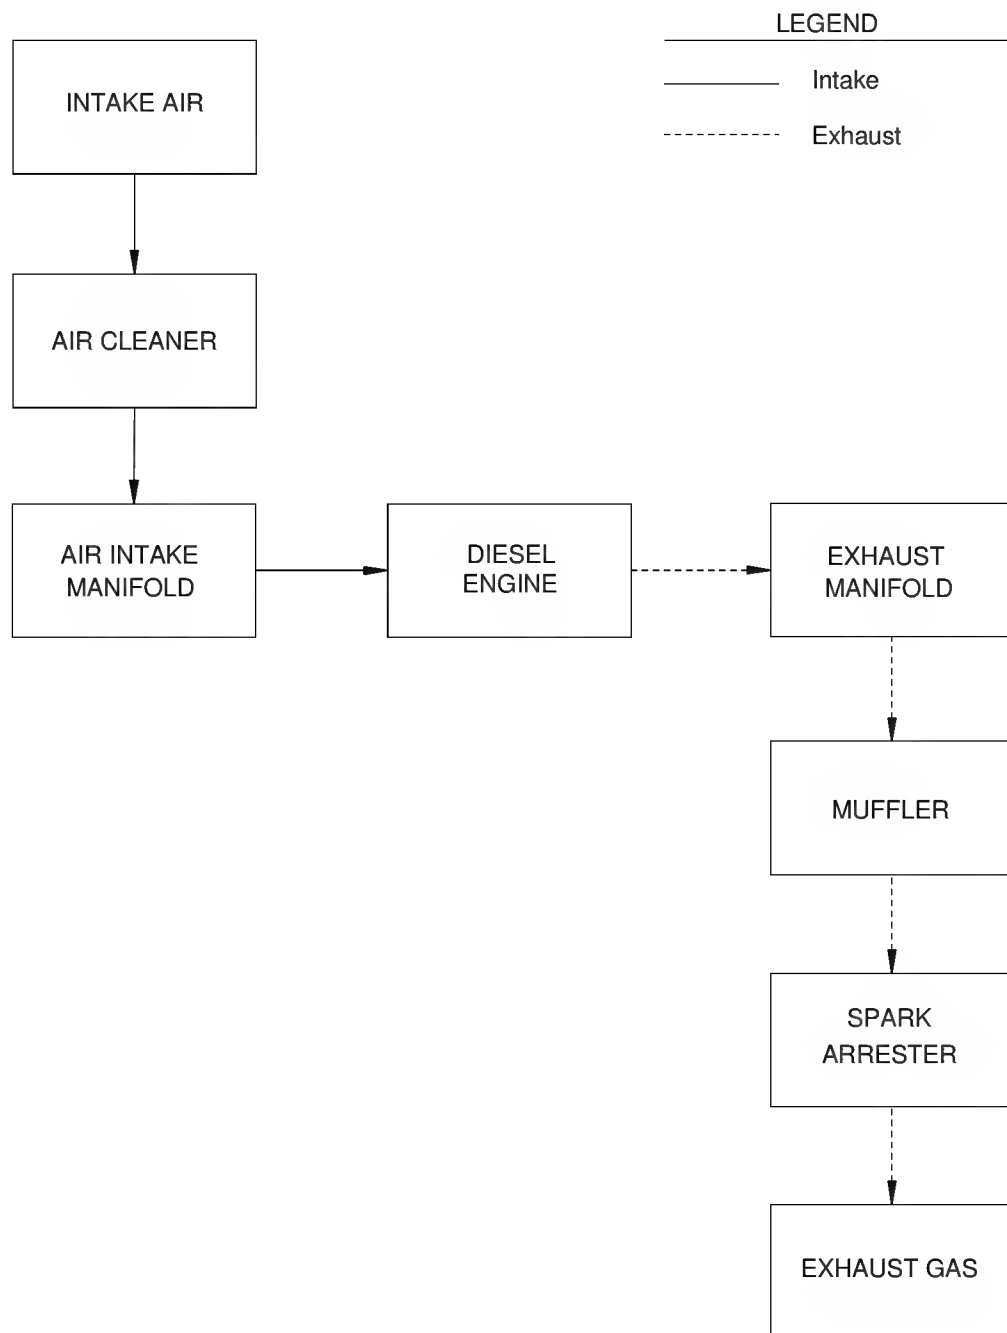 LEGEND
Intake
Exhaust
INTAKE AIR
AIR CLEANER
AIR INTAKE
MANIFOLD
DIESEL
ENGINE
EXHAUST
MANIFOLD
MUFFLER
SPARK
ARRESTER
EXHAUST GAS